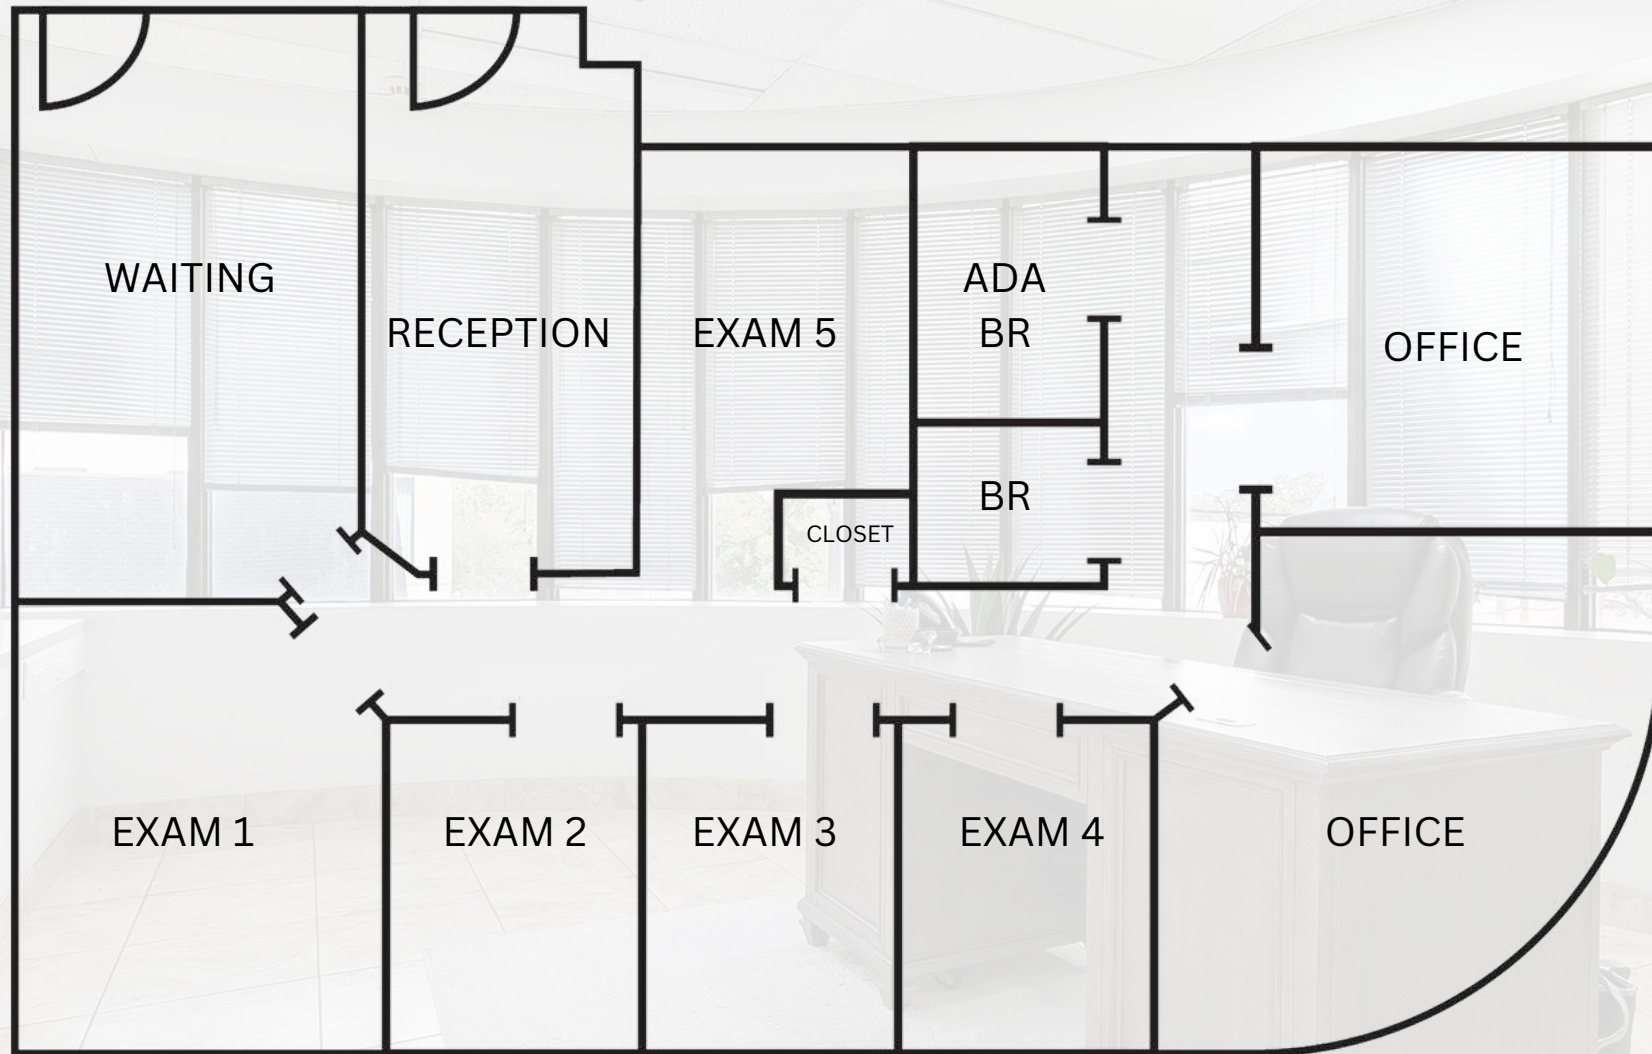 WAITING
RECEPTION
EXAM 5
ADA
BR
OFFICE
BR
CLOSET
EXAM 1
EXAM 2
EXAM 3
EXAM 4
OFFICE